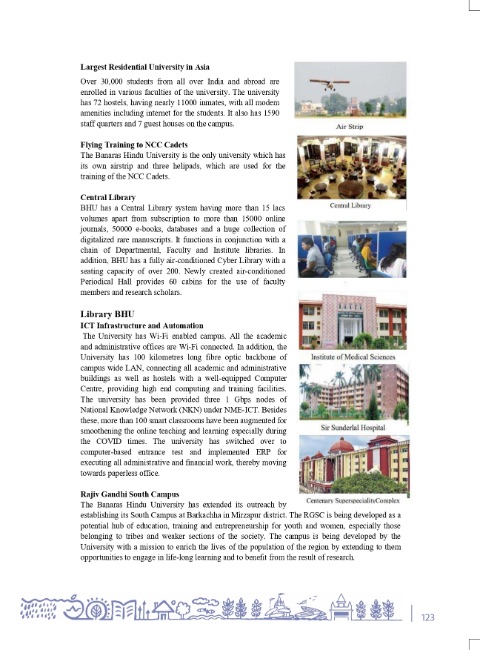 Largest Residential University in Asia
Over 30,000 students from all over India and abroad are
enrolled in various faculties of the university. The university
has 72 hostels, having nearly 11000 inmates, with all modern
amenities including internet for the students. It also has 1590
staff quarters and 7 guest houses on the campus.
Flying Training to NCC Cadets
The Banaras Hindu University is the only university which has
its own airstrip and three helipads, which are used for the
training of the NCC Cadets.
Central Library
BHU has a Central Library system having more than 15 lacs
volumes apart from subscription to more than 15000 online
journals, 50000 e-books, databases and a huge collection of
digitalized rare manuscripts. It functions in conjunction with a
chain of Departmental, Faculty and Institute libraries. In
addition, BHU has a fully air-conditioned Cyber Library with a
seating capacity of over 200. Newly created air-conditioned
Periodical Hall provides 60 cabins for the use of faculty
members and research scholars.
Library BHU
ICT Infrastructure and Automation
The University has Wi-Fi enabled campus. All the academic
and administrative offices are Wi-Fi connected. In addition, the
University has 100 kilometres long fibre optic backbone of
campus wide LAN, connecting all academic and administrative
buildings as well as hostels with a well-equipped Computer
Centre, providing high end computing and training facilities.
The university has been provided three 1 Gbps nodes of
National Knowledge Network (NKN) under NME-ICT. Besides
these, more than 100 smart classrooms have been augmented for
smoothening the online teaching and learning especially during
the COVID times. The university has switched over to
computer-based entrance test and implemented ERP for
executing all administrative and financial work, thereby moving
towards paperless office.
Rajiv Gandhi South Campus
The Banaras Hindu University has extended its outreach by
establishing its South Campus at Barkachha in Mirzapur district. The RGSC is being developed as a
potential hub of education, training and entrepreneurship for youth and women, especially those
belonging to tribes and weaker sections of the society. The campus is being developed by the
University with a mission to enrich the lives of the population of the region by extending to them
opportunities to engage in life-long learning and to benefit from the result of research.
Air Strip
Central Library
Institute of Medical Sciences
Sir Sunderlal Hospital
Centenary SuperspecialityComplex
123